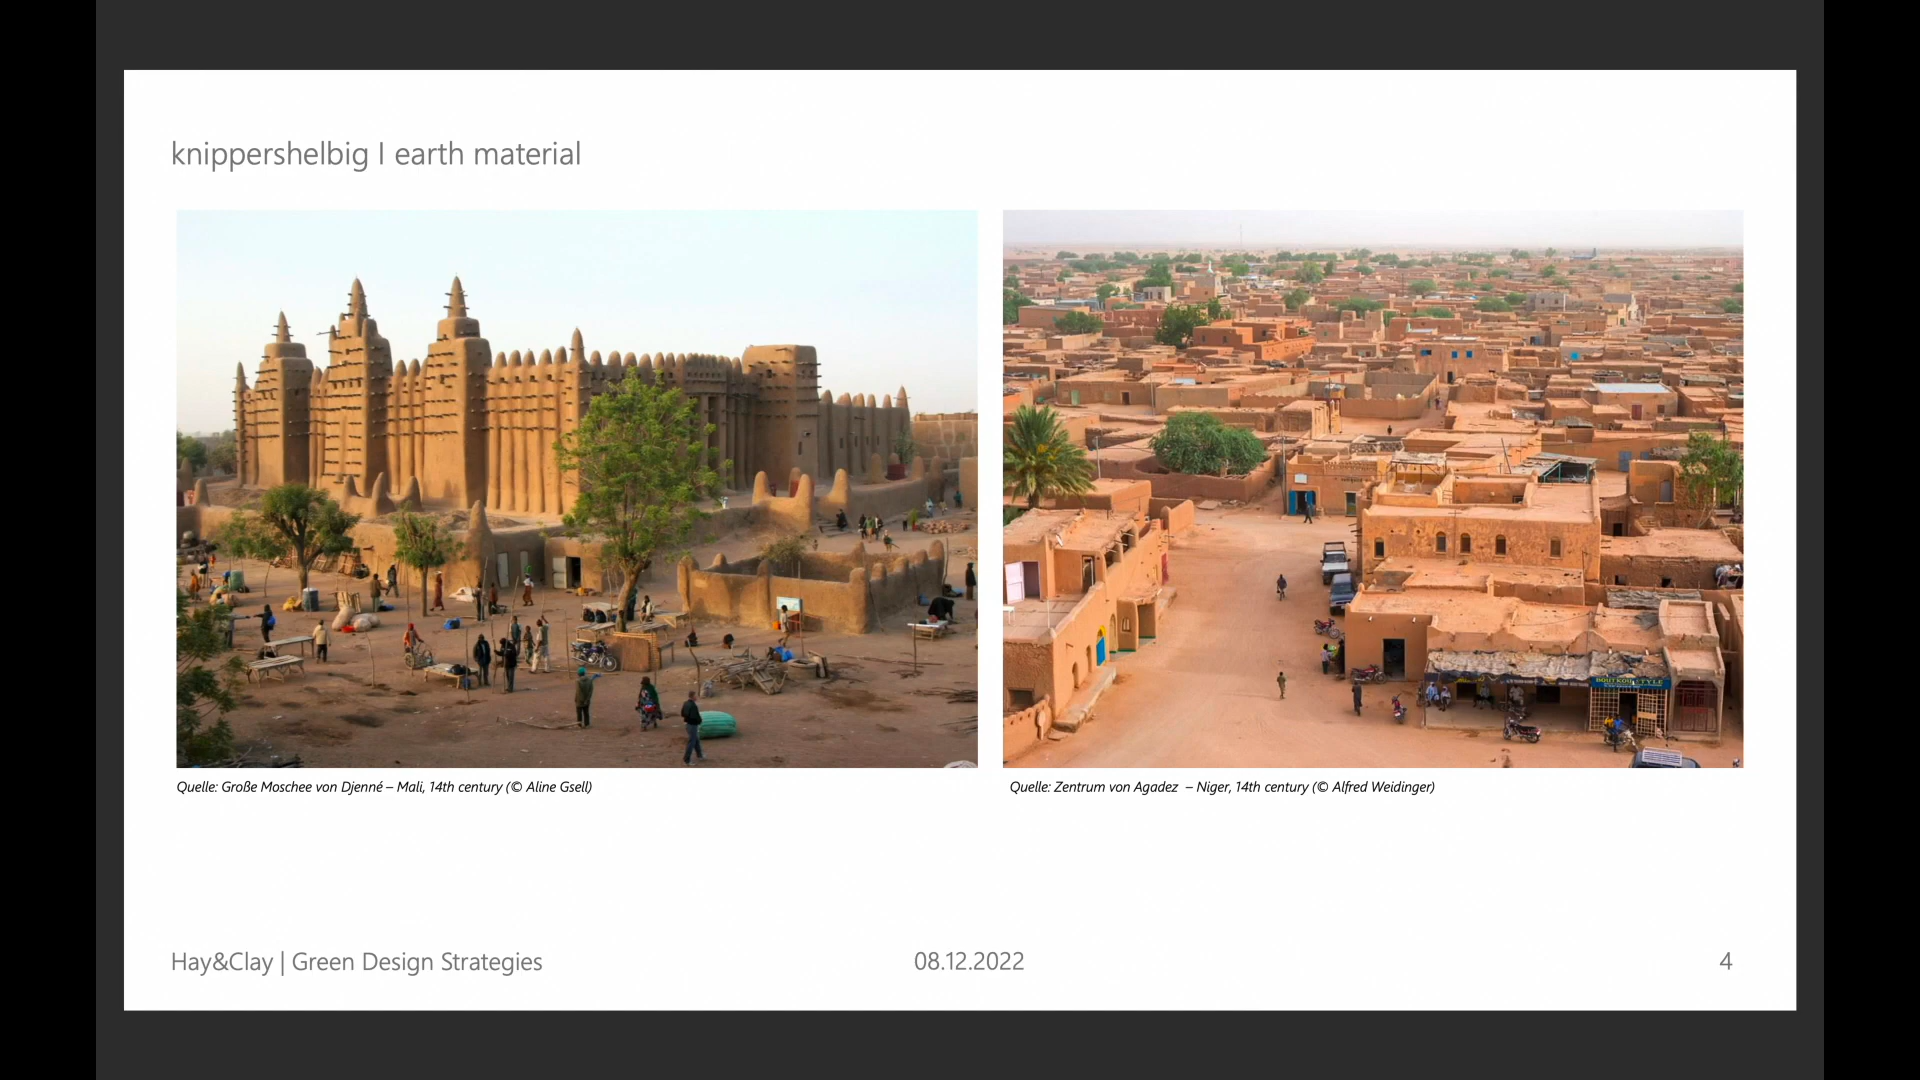 knippershelbig I earth material
Quelle: Große Moschee von Djenné – Mali, 14th century (© Aline Gsell)
Quelle: Zentrum von Agadez – Niger, 14th century (© Alfred Weidinger)
Hay&Clay | Green Design Strategies
08.12.2022
4